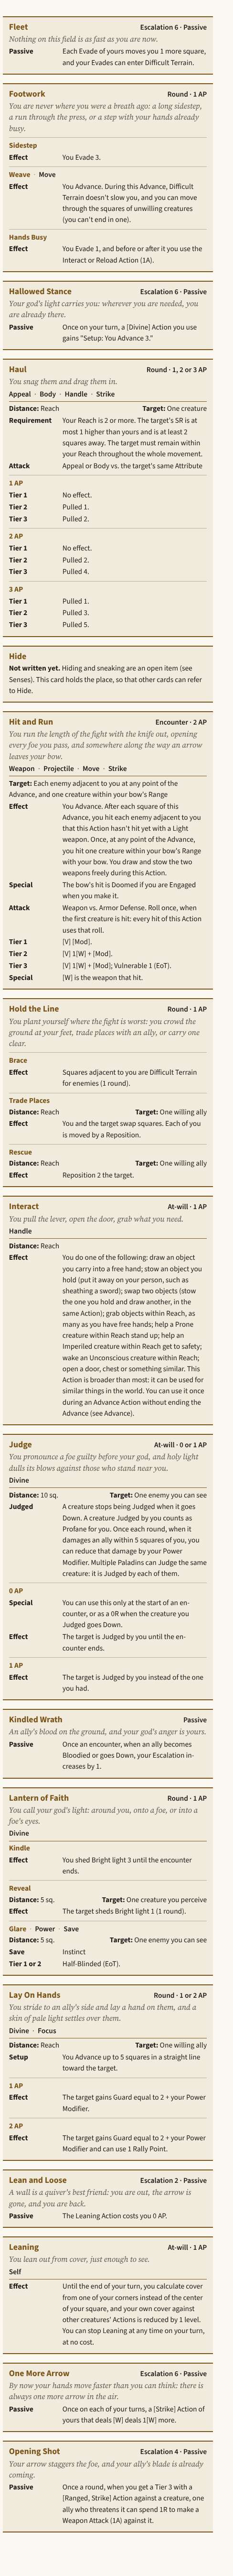 Fleet Escalation 6 · Passive
Nothing on this field is as fast as you are now.
Passive Each Evade of yours moves you 1 more square,
and your Evades can enter Difficult Terrain.
Footwork Round · 1 AP
You are never where you were a breath ago: a long sidestep,
a run through the press, or a step with your hands already
busy.
Sidestep
Effect You Evade 3.
Weave · Move
Effect You Advance. During this Advance, Difficult
Terrain doesn't slow you, and you can move
through the squares of unwilling creatures
(you can't end in one).
Hands Busy
Effect You Evade 1, and before or after it you use the
Interact or Reload Action (1A).
Hallowed Stance Escalation 6 · Passive
Your god's light carries you: wherever you are needed, you
are already there.
Passive Once on your turn, a [Divine] Action you use
gains "Setup: You Advance 3."
Haul Round · 1, 2 or 3 AP
You snag them and drag them in.
Appeal · Body · Handle · Strike
Distance: Reach Target: One creature
Requirement Your Reach is 2 or more. The target's SR is at
most 1 higher than yours and is at least 2
squares away. The target must remain within
your Reach throughout the whole movement.
Attack Appeal or Body vs. the target's same Attribute
1 AP
Tier 1 No effect.
Tier 2 Pulled 1.
Tier 3 Pulled 2.
2 AP
Tier 1 No effect.
Tier 2 Pulled 2.
Tier 3 Pulled 4.
3 AP
Tier 1 Pulled 1.
Tier 2 Pulled 3.
Tier 3 Pulled 5.
Hide
Not written yet. Hiding and sneaking are an open item (see
Senses). This card holds the place, so that other cards can refer
to Hide.
Hit and Run Encounter · 2 AP
You run the length of the fight with the knife out, opening
every foe you pass, and somewhere along the way an arrow
leaves your bow.
Weapon · Projectile · Move · Strike
Target: Each enemy adjacent to you at any point of the
Advance, and one creature within your bow's Range
Effect You Advance. After each square of this
Advance, you hit each enemy adjacent to you
that this Action hasn't hit yet with a Light
weapon. Once, at any point of the Advance,
you hit one creature within your bow's Range
with your bow. You draw and stow the two
weapons freely during this Action.
Special The bow's hit is Doomed if you are Engaged
when you make it.
Attack Weapon vs. Armor Defense. Roll once, when
the first creature is hit: every hit of this Action
uses that roll.
Tier 1 [V] [Mod].
Tier 2 [V] 1[W] + [Mod].
Tier 3 [V] 1[W] + [Mod]; Vulnerable 1 (EoT).
Special [W] is the weapon that hit.
Hold the Line Round · 1 AP
You plant yourself where the fight is worst: you crowd the
ground at your feet, trade places with an ally, or carry one
clear.
Brace
Effect Squares adjacent to you are Difficult Terrain
for enemies (1 round).
Trade Places
Distance: Reach Target: One willing ally
Effect You and the target swap squares. Each of you
is moved by a Reposition.
Rescue
Distance: Reach Target: One willing ally
Effect Reposition 2 the target.
Interact At-will · 1 AP
You pull the lever, open the door, grab what you need.
Handle
Distance: Reach
Effect You do one of the following: draw an object
you carry into a free hand; stow an object you
hold (put it away on your person, such as
sheathing a sword); swap two objects (stow
the one you hold and draw another, in the
same Action); grab objects within Reach, as
many as you have free hands; help a Prone
creature within Reach stand up; help an
Imperiled creature within Reach get to safety;
wake an Unconscious creature within Reach;
open a door, chest or something similar. This
Action is broader than most: it can be used for
similar things in the world. You can use it once
during an Advance Action without ending the
Advance (see Advance).
Judge At-will · 0 or 1 AP
You pronounce a foe guilty before your god, and holy light
dulls its blows against those who stand near you.
Divine
Distance: 10 sq. Target: One enemy you can see
Judged A creature stops being Judged when it goes
Down. A creature Judged by you counts as
Profane for you. Once each round, when it
damages an ally within 5 squares of you, you
can reduce that damage by your Power
Modifier. Multiple Paladins can Judge the same
creature: it is Judged by each of them.
0 AP
Special You can use this only at the start of an en-
counter, or as a 0R when the creature you
Judged goes Down.
Effect The target is Judged by you until the en-
counter ends.
1 AP
Effect The target is Judged by you instead of the one
you had.
Kindled Wrath Passive
An ally's blood on the ground, and your god's anger is yours.
Passive Once an encounter, when an ally becomes
Bloodied or goes Down, your Escalation in-
creases by 1.
Lantern of Faith Round · 1 AP
You call your god's light: around you, onto a foe, or into a
foe's eyes.
Divine
Kindle
Effect You shed Bright light 3 until the encounter
ends.
Reveal
Distance: 5 sq. Target: One creature you perceive
Effect The target sheds Bright light 1 (1 round).
Glare · Power · Save
Distance: 5 sq. Target: One enemy you can see
Save Instinct
Tier 1 or 2 Half-Blinded (EoT).
Lay On Hands Round · 1 or 2 AP
You stride to an ally's side and lay a hand on them, and a
skin of pale light settles over them.
Divine · Focus
Distance: Reach Target: One willing ally
Setup You Advance up to 5 squares in a straight line
toward the target.
1 AP
Effect The target gains Guard equal to 2 + your Power
Modifier.
2 AP
Effect The target gains Guard equal to 2 + your Power
Modifier and can use 1 Rally Point.
Lean and Loose Escalation 2 · Passive
A wall is a quiver's best friend: you are out, the arrow is
gone, and you are back.
Passive The Leaning Action costs you 0 AP.
Leaning At-will · 1 AP
You lean out from cover, just enough to see.
Self
Effect Until the end of your turn, you calculate cover
from one of your corners instead of the center
of your square, and your own cover against
other creatures' Actions is reduced by 1 level.
You can stop Leaning at any time on your turn,
at no cost.
One More Arrow Escalation 6 · Passive
By now your hands move faster than you can think: there is
always one more arrow in the air.
Passive Once on each of your turns, a [Strike] Action of
yours that deals [W] deals 1[W] more.
Opening Shot Escalation 4 · Passive
Your arrow staggers the foe, and your ally's blade is already
coming.
Passive Once a round, when you get a Tier 3 with a
[Ranged, Strike] Action against a creature, one
ally who threatens it can spend 1R to make a
Weapon Attack (1A) against it.